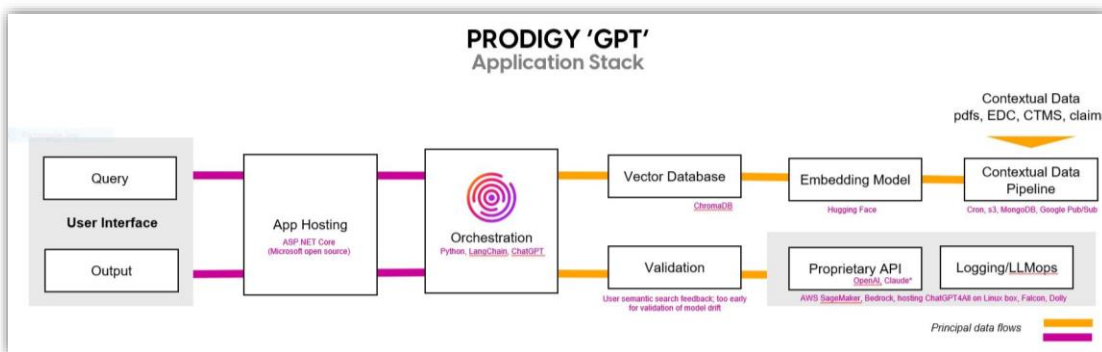 PRODIGY 'GPT'
Application Stack
Contextual Data
pdfs, EDC, CTMS, claim
Query
User Interface
Output
App Hosting
ASP.NET Core
(Microsoft open source)
Orchestration
Python, LangChain, ChatGPT
Vector Database
ChromaDB
Embedding Model
Hugging Face
Contextual Data
Pipeline
Cron, s3, MongoDB, Google Pub/Sub
Validation
User semantic search feedback; too early
for validation of model drift
Proprietary API
OpenAI, Claude*
Logging/LLMops
AWS SageMaker, Bedrock, hosting ChatGPT4All on Linux box, Falcon, Dolly
Principal data flows